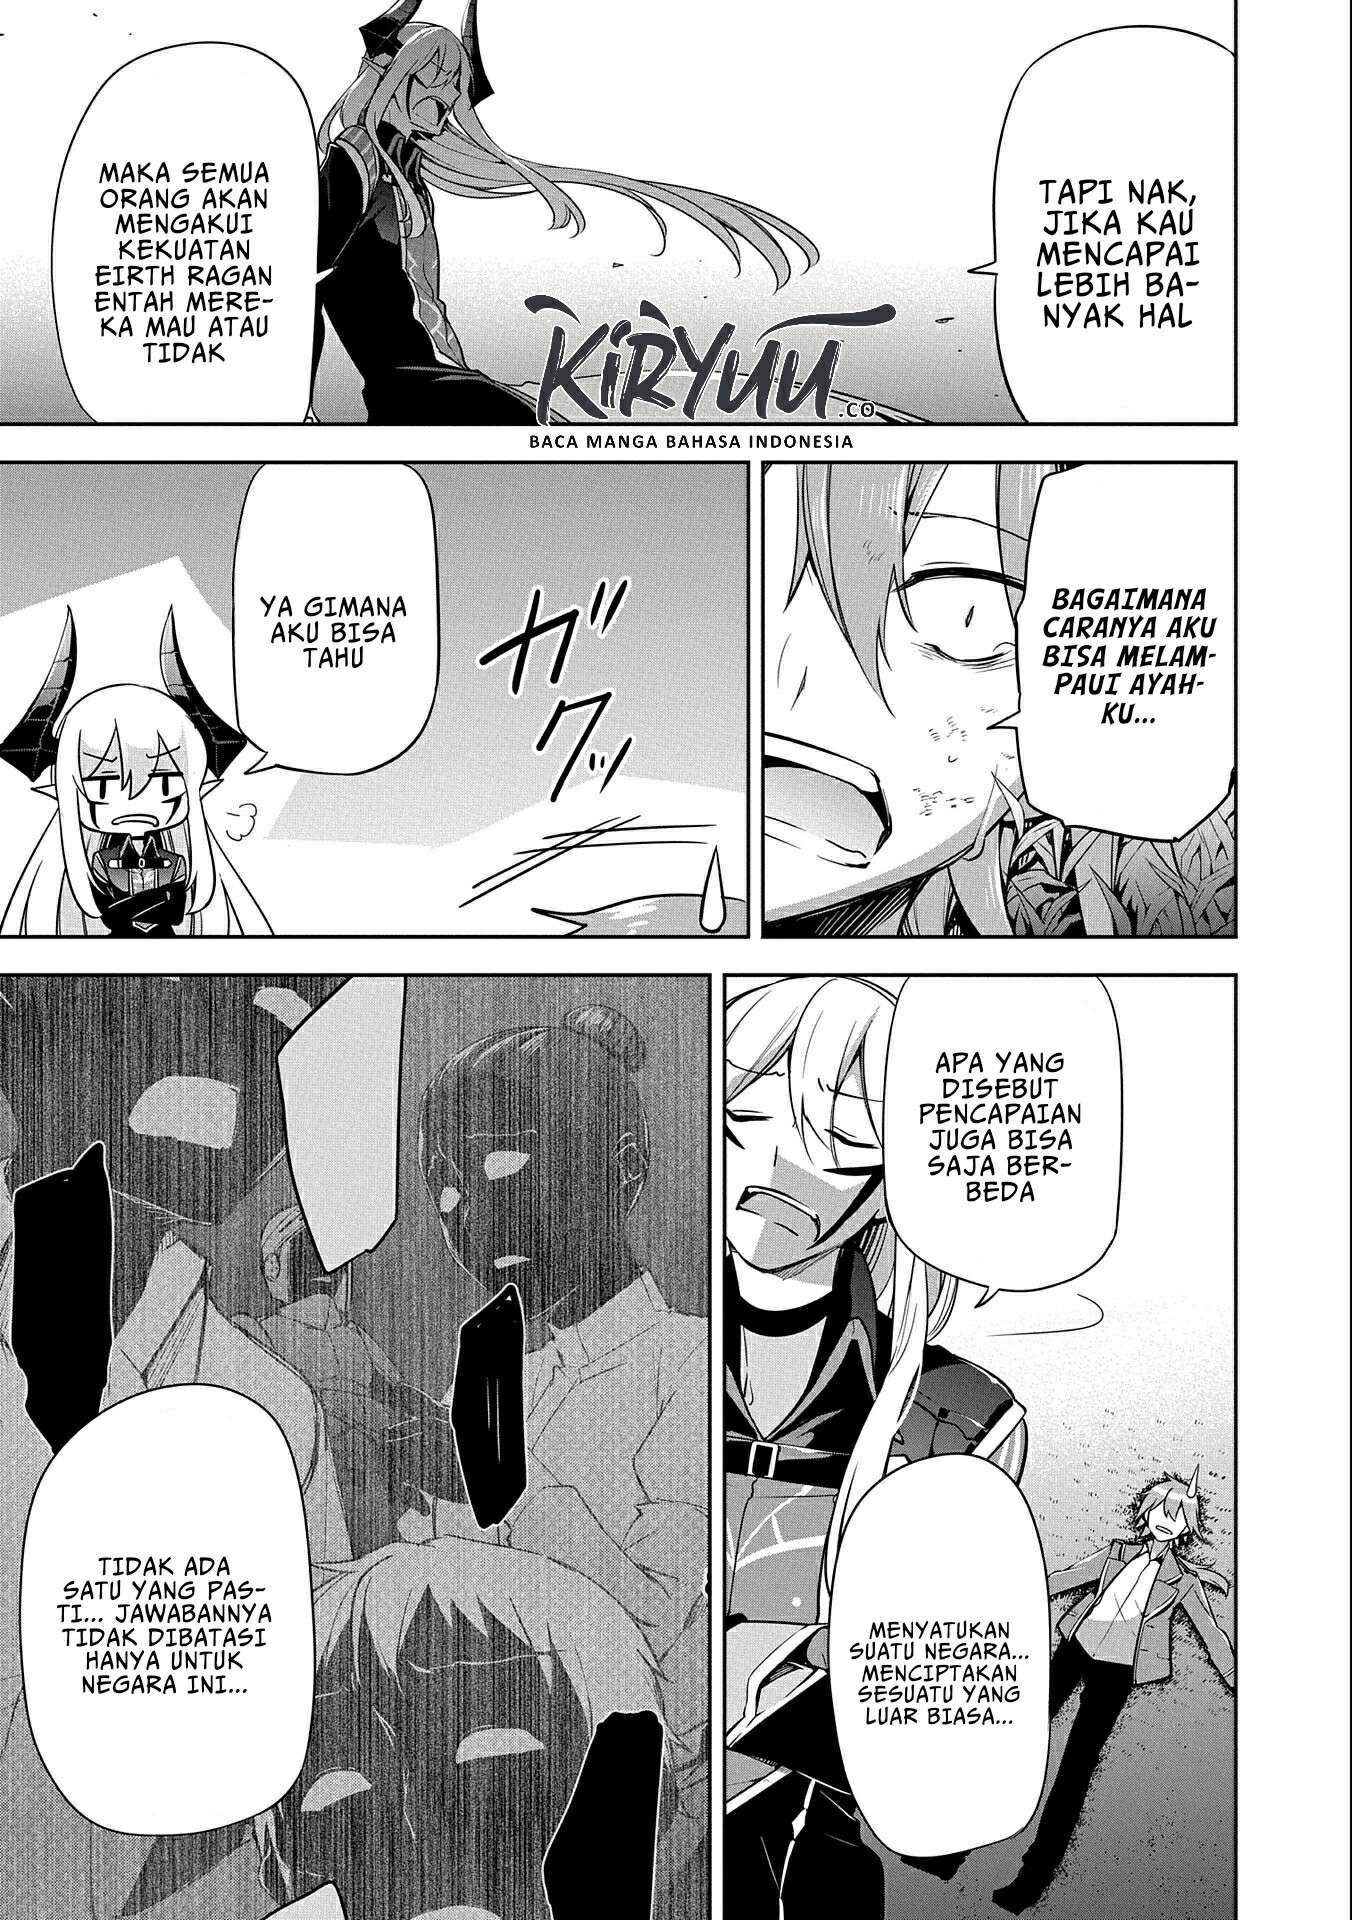 TAPI NAK,
JIKA KAU
MENCAPAI
LEBIH BA-
NYAK HAL
MAKA SEMUA
ORANG AKAN
MENGAKUI
KEKUATAN
EIRTH RAGAN
ENTAH MERE-
KA MAU ATAU
TIDAK
KIRYUU
.CO
BACA MANGA BAHASA INDONESIA
BAGAIMANA
CARANYA AKU
BISA MELAM-
PAUI AYAH-
KU...
ガク
YA GIMANA
AKU BISA
TAHU
APA YANG
DISEBUT
PENCAPAIAN
JUGA BISA
SAJA BER-
BEDA
MENYATUKAN
SUATU NEGARA...
MENCIPTAKAN
SESUATU YANG
LUAR BIASA...
TIDAK ADA
SATU YANG PAS-
TI... JAWABANNYA
TIDAK DIBATASI
HANYA UNTUK
NEGARA INI...